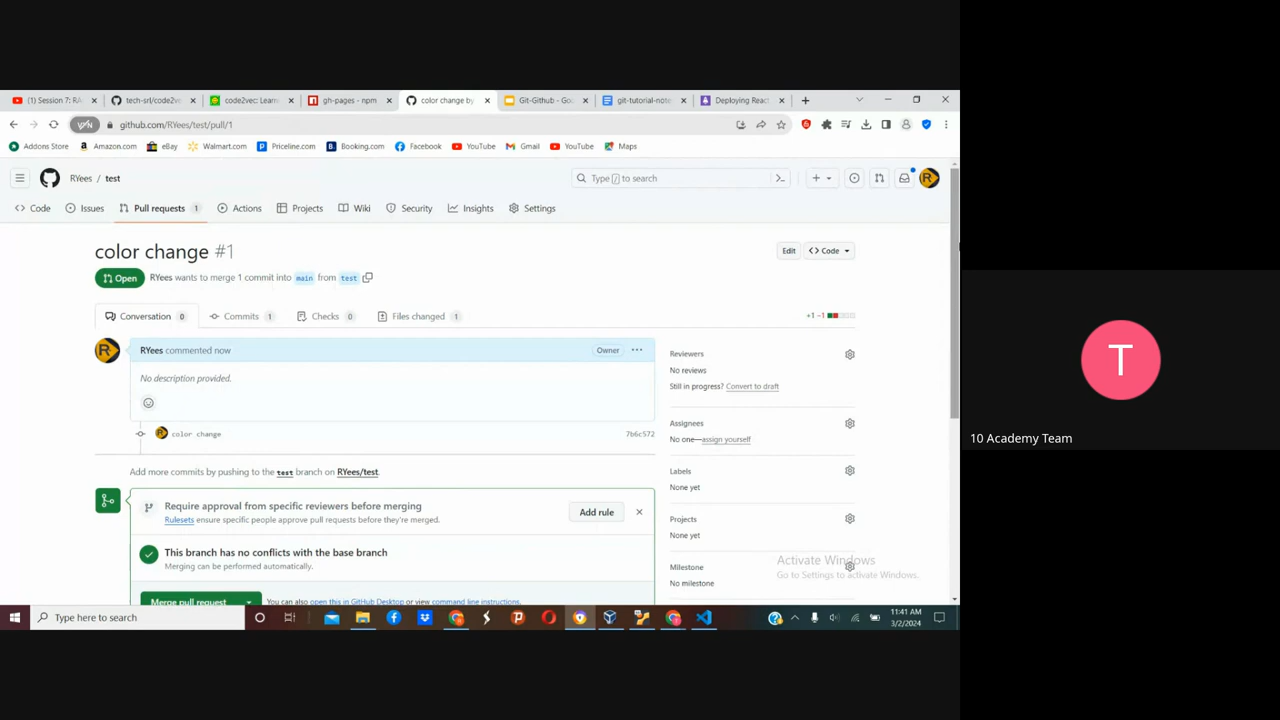 (1) Session 7: RA
tech-srl/code2v
code2vec: Learn
gh-pages - npm
color change by
Git-Github - Goo
git-tutorial-note
Deploying React
VPN
github.com/RYees/test/pull/1
Addons Store
Amazon.com
eBay
Walmart.com
Priceline.com
Booking.com
Facebook
YouTube
Gmail
YouTube
Maps
RYees / test
Type / to search
Code
Issues
Pull requests 1
Actions
Projects
Wiki
Security
Insights
Settings
color change #1
Edit
<> Code
Open
RYees wants to merge 1 commit into main from test
Conversation 0
Commits 1
Checks 0
Files changed 1
+1 −1
RYees commented now
Owner
No description provided.
color change
7b6c572
Add more commits by pushing to the test branch on RYees/test.
Require approval from specific reviewers before merging
Rulesets ensure specific people approve pull requests before they're merged.
Add rule
This branch has no conflicts with the base branch
Merging can be performed automatically.
Merge pull request
You can also open this in GitHub Desktop or view command line instructions.
Reviewers
No reviews
Still in progress? Convert to draft
Assignees
No one—assign yourself
Labels
None yet
Projects
None yet
Milestone
No milestone
Activate Windows
Go to Settings to activate Windows.
Type here to search
11:41 AM
3/2/2024
T
10 Academy Team